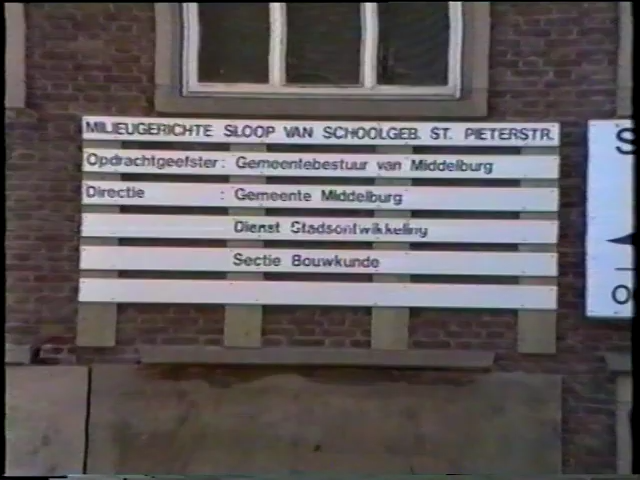 MILIEUGERICHTE SLOOP VAN SCHOOLGEB. ST. PIETERSTR.
Opdrachtgeefster: Gemeentebestuur van Middelburg
Directie : Gemeente Middelburg
Dienst Stadsontwikkeling
Sectie Bouwkunde
S
O